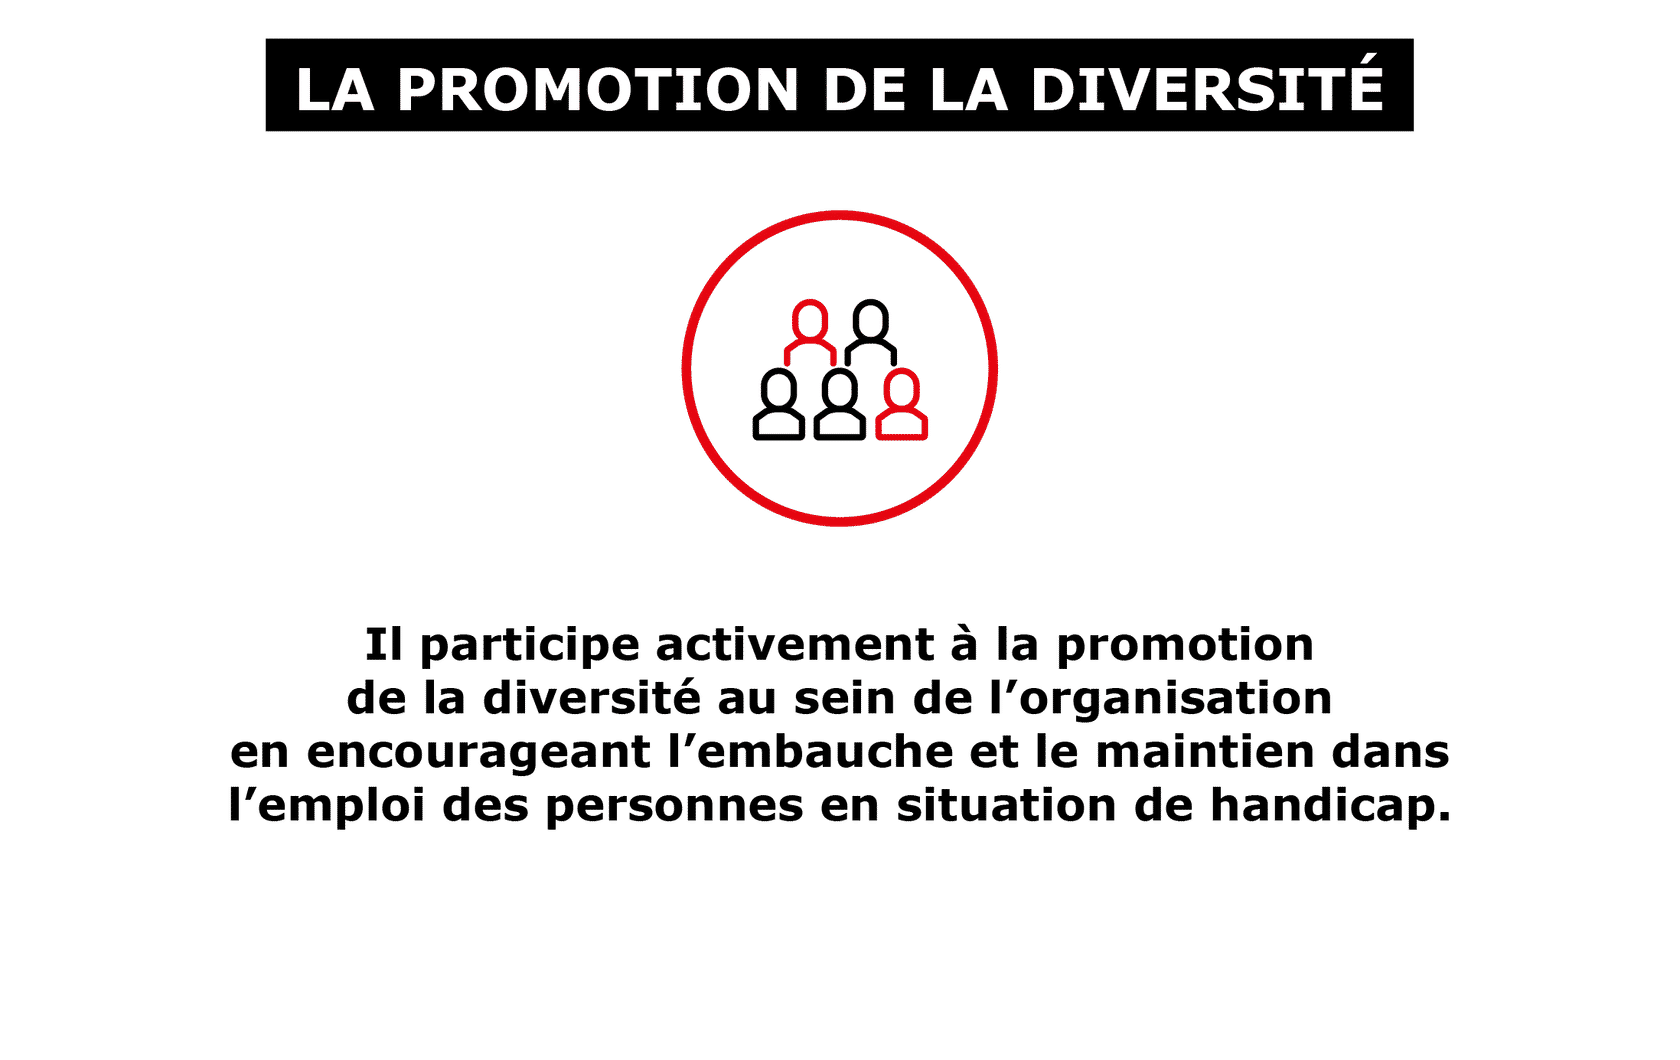 LA PROMOTION DE LA DIVERSITÉ
Il participe activement à la promotion
de la diversité au sein de l’organisation
en encourageant l’embauche et le maintien dans
l’emploi des personnes en situation de handicap.